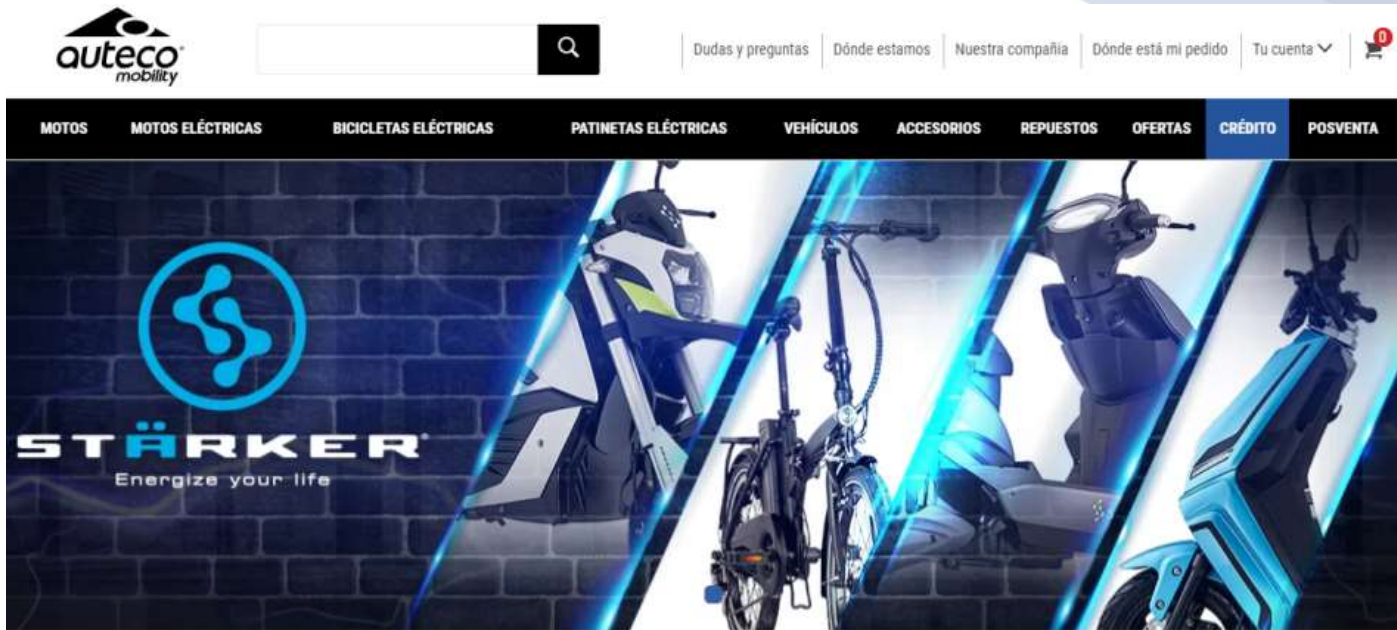 auteco
mobility
Dudas y preguntas
Dónde estamos
Nuestra compañia
Dónde está mi pedido
Tu cuenta
0
MOTOS
MOTOS ELÉCTRICAS
BICICLETAS ELÉCTRICAS
PATINETAS ELÉCTRICAS
VEHÍCULOS
ACCESORIOS
REPUESTOS
OFERTAS
CRÉDITO
POSVENTA
STÄRKER
Energize your life